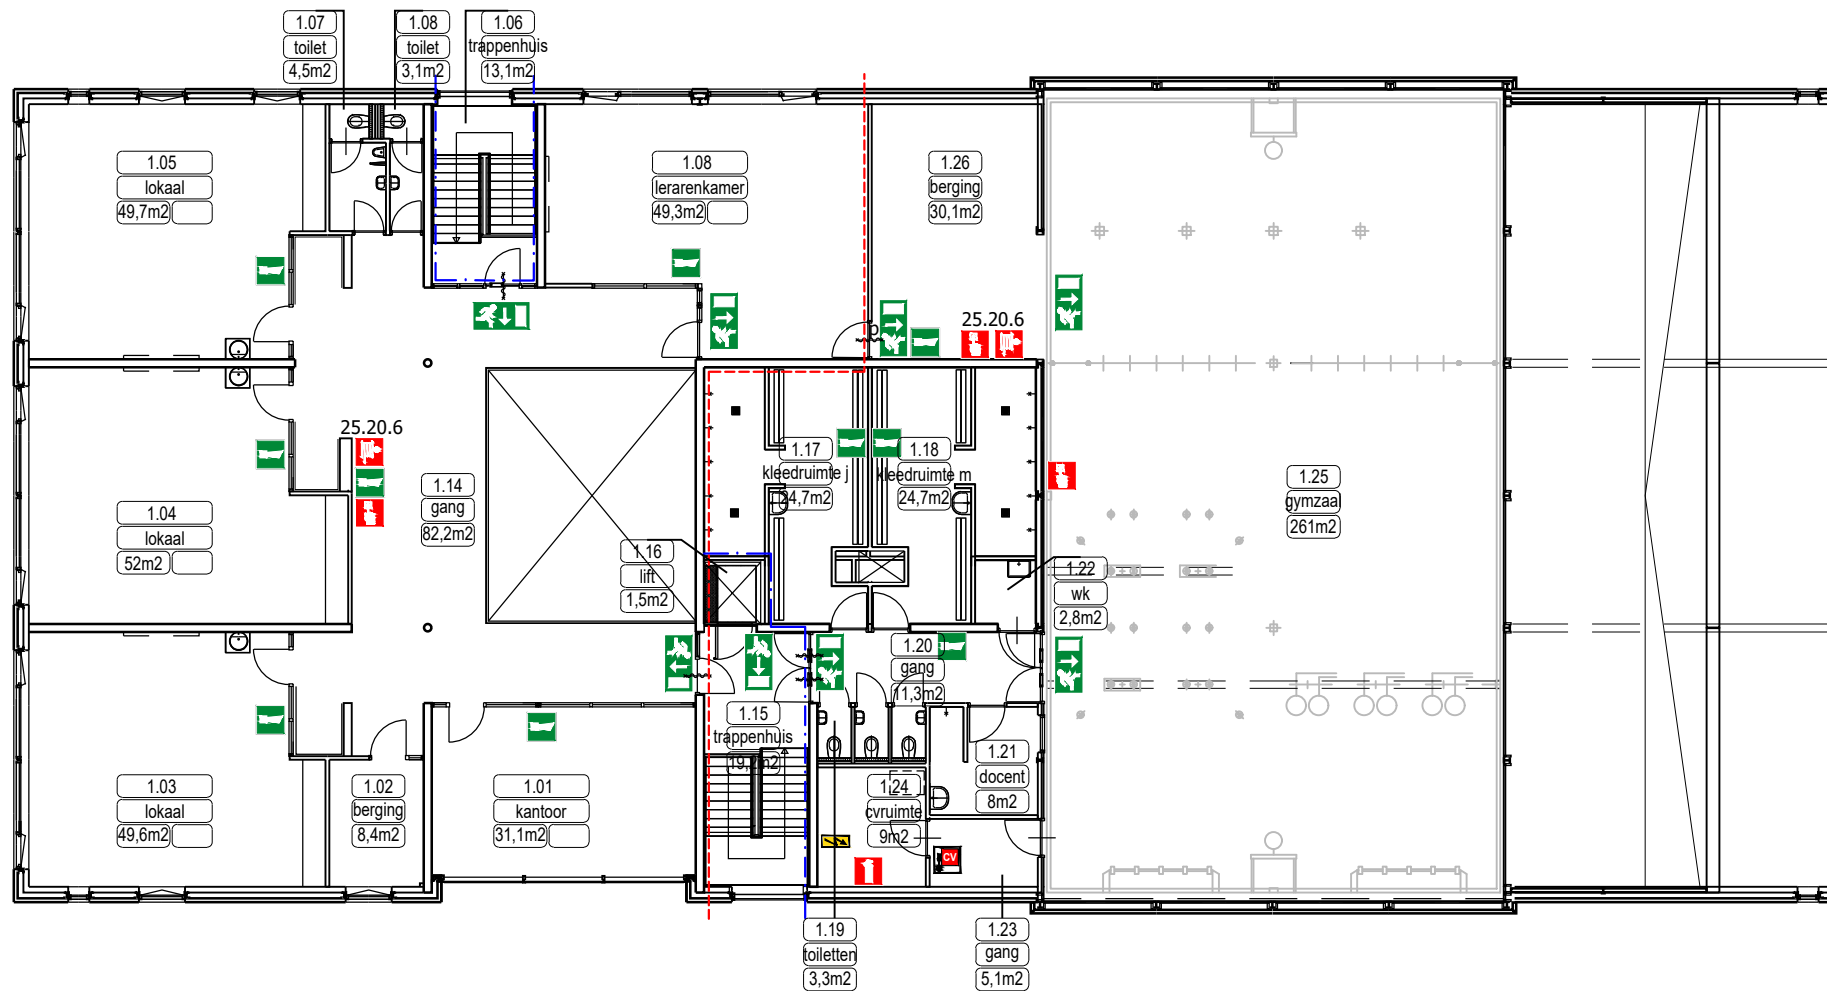 1.07
toilet
4,5m2
1.08
toilet
3,1m2
1.06
trappenhuis
13,1m2
1.05
lokaal
49,7m2
1.08
lerarenkamer
49,3m2
1.26
berging
30,1m2
p
25.20.6
25.20.6
1.04
lokaal
52m2
1.14
gang
82,2m2
1.17
kleedruimte j
24,7m2
1.18
kleedruimte m
24,7m2
1.25
gymzaal
261m2
1.16
lift
1,5m2
1.22
wk
2,8m2
1.20
gang
11,3m2
1.15
trappenhuis
1.03
lokaal
49,6m2
1.02
berging
8,4m2
1.01
kantoor
31,1m2
1.24
cvruimte
9m2
1.21
docent
8m2
CV
1.19
toiletten
3,3m2
1.23
gang
5,1m2